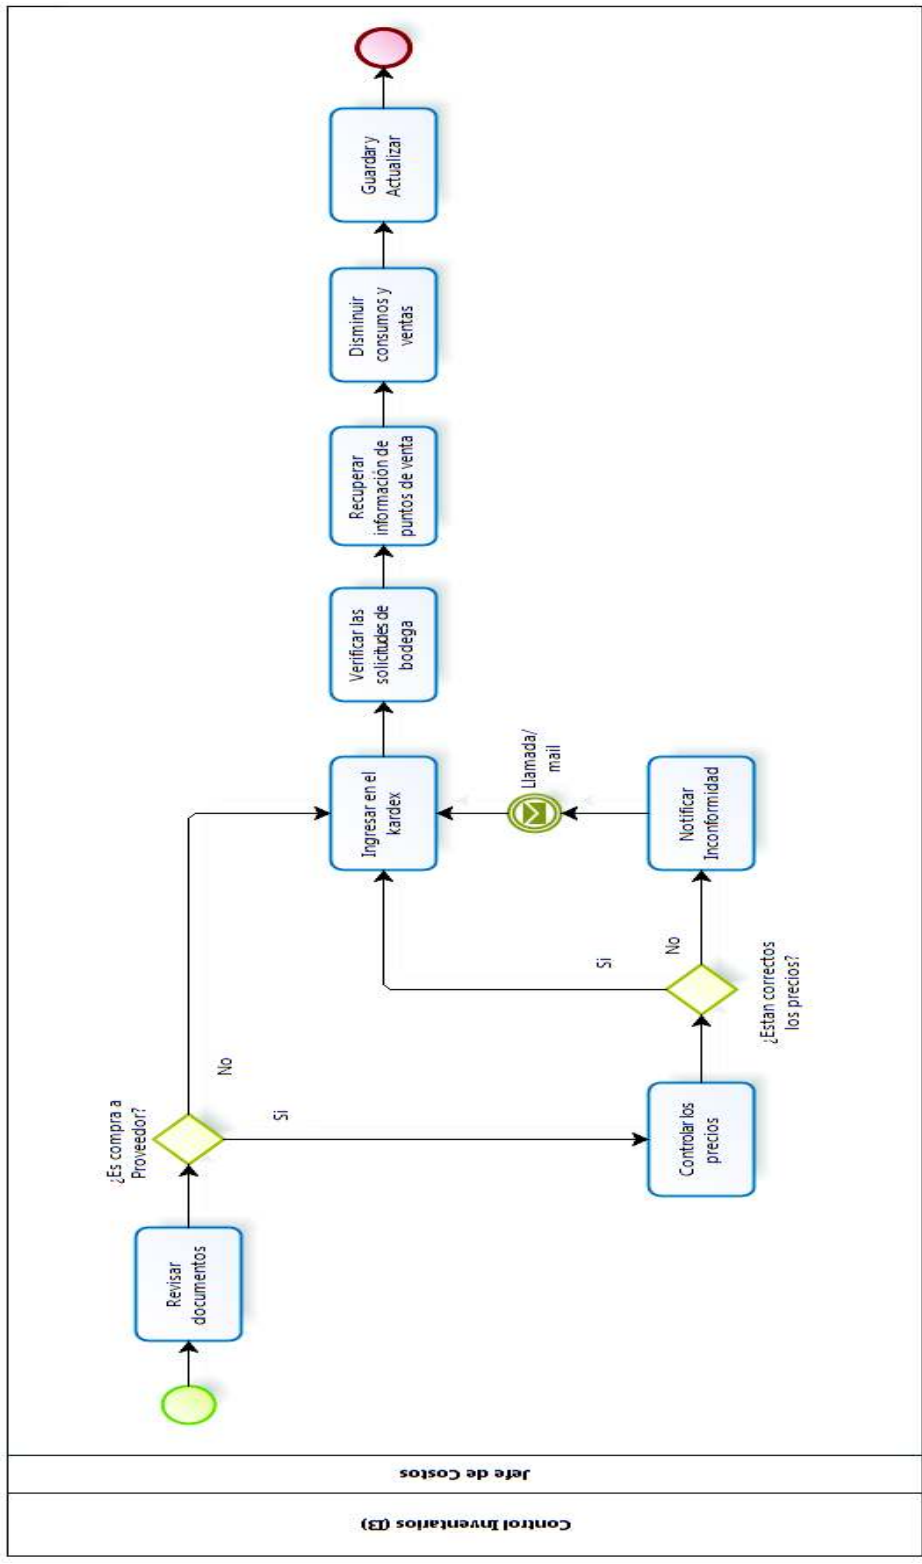 Control Inventarios (I3)
Jefe de Costos
Revisar
documentos
¿Es compra a
Proveedor?
No
Si
Controlar los
precios
¿Estan correctos
los precios?
Si
No
Notificar
Inconformidad
Llamada/
mail
Ingresar en el
kardex
Verificar las
solicitudes de
bodega
Recuperar
información de
puntos de venta
Disminuir
consumos y
ventas
Guardar y
Actualizar